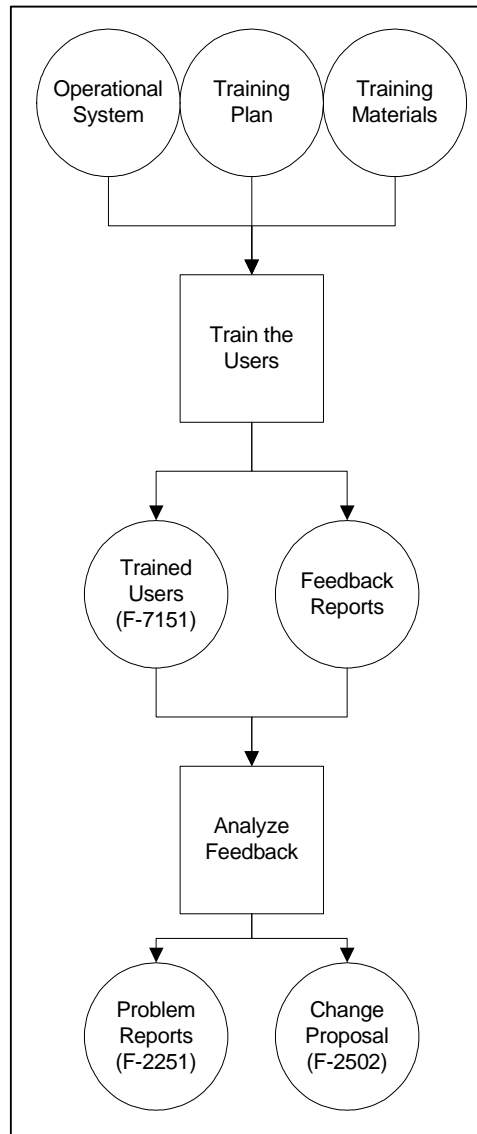 Operational
System
Training
Plan
Training
Materials
Train the
Users
Trained
Users
(F-7151)
Feedback
Reports
Analyze
Feedback
Problem
Reports
(F-2251)
Change
Proposal
(F-2502)